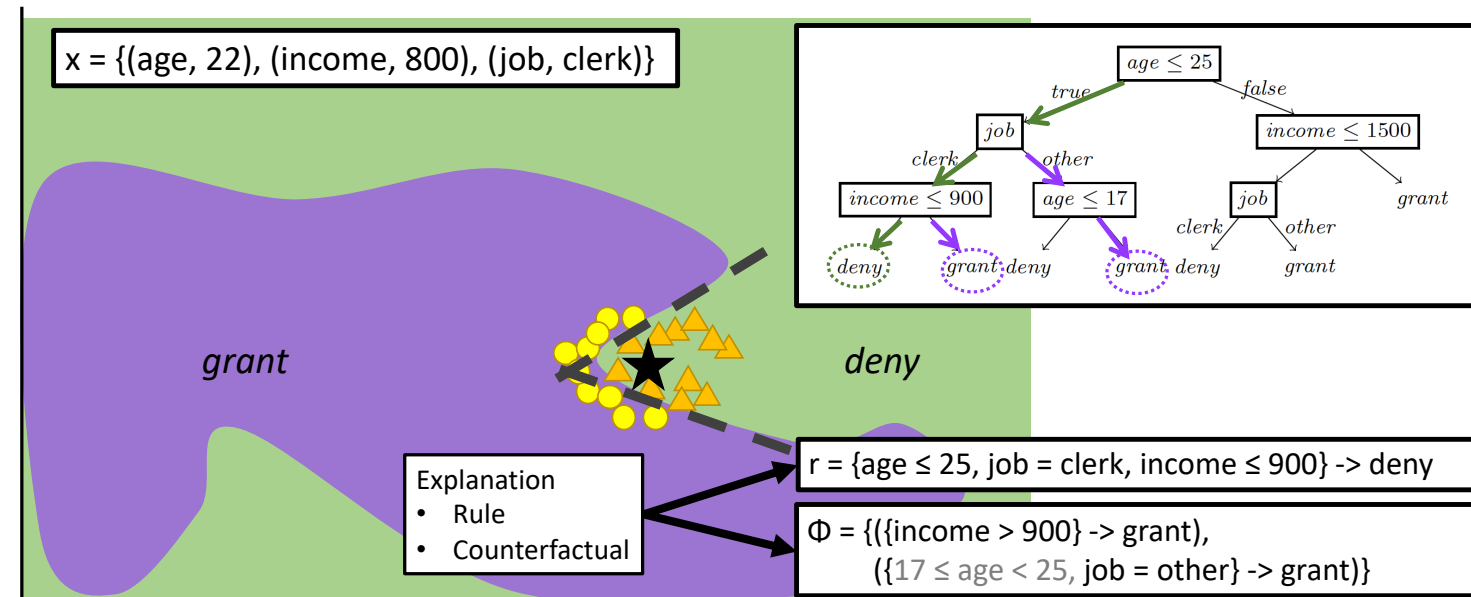 x = {(age, 22), (income, 800), (job, clerk)}
age ≤ 25
true
false
job
income ≤ 1500
clerk
other
income ≤ 900
age ≤ 17
job
grant
clerk
other
deny
grant
deny
grant
deny
grant
grant
deny
Explanation
• Rule
• Counterfactual
r = {age ≤ 25, job = clerk, income ≤ 900} -> deny
Φ = {({income > 900} -> grant),
({17 ≤ age < 25, job = other} -> grant)}